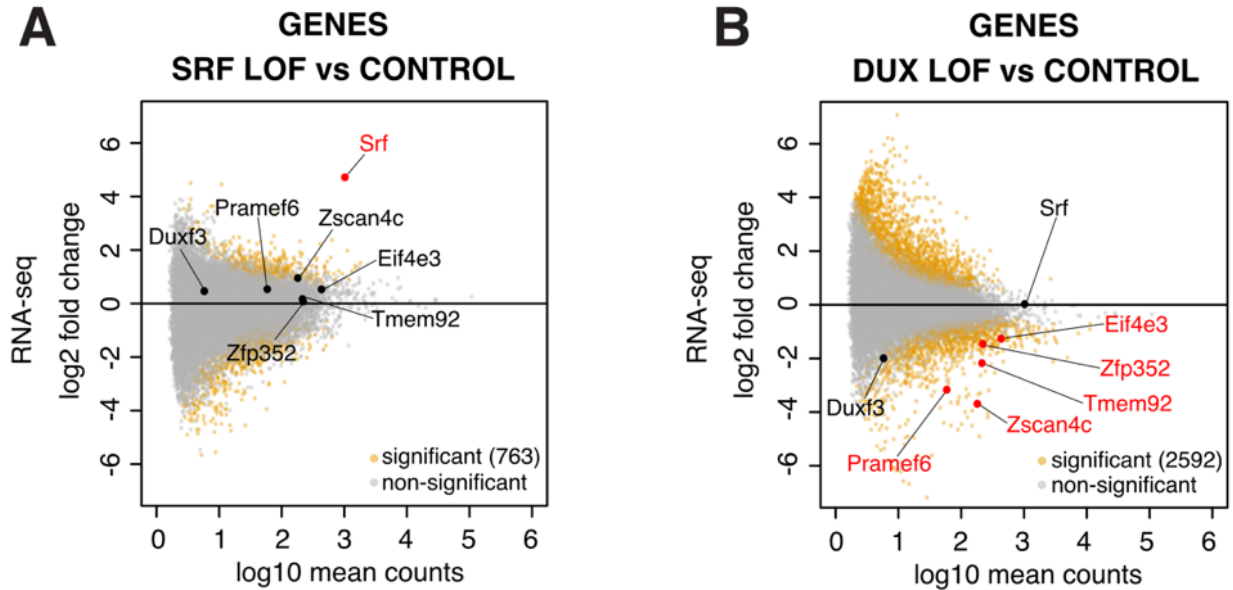 A
GENES
SRF LOF vs CONTROL
RNA-seq
log2 fold change
6
4
2
0
-2
-4
-6
Srf
Pramef6
Zscan4c
Duxf3
Eif4e3
Tmem92
Zfp352
significant (763)
non-significant
0 1 2 3 4 5 6
log10 mean counts
B
GENES
DUX LOF vs CONTROL
RNA-seq
log2 fold change
6
4
2
0
-2
-4
-6
Srf
Eif4e3
Zfp352
Duxf3
Tmem92
Zscan4c
Pramef6
significant (2592)
non-significant
0 1 2 3 4 5 6
log10 mean counts